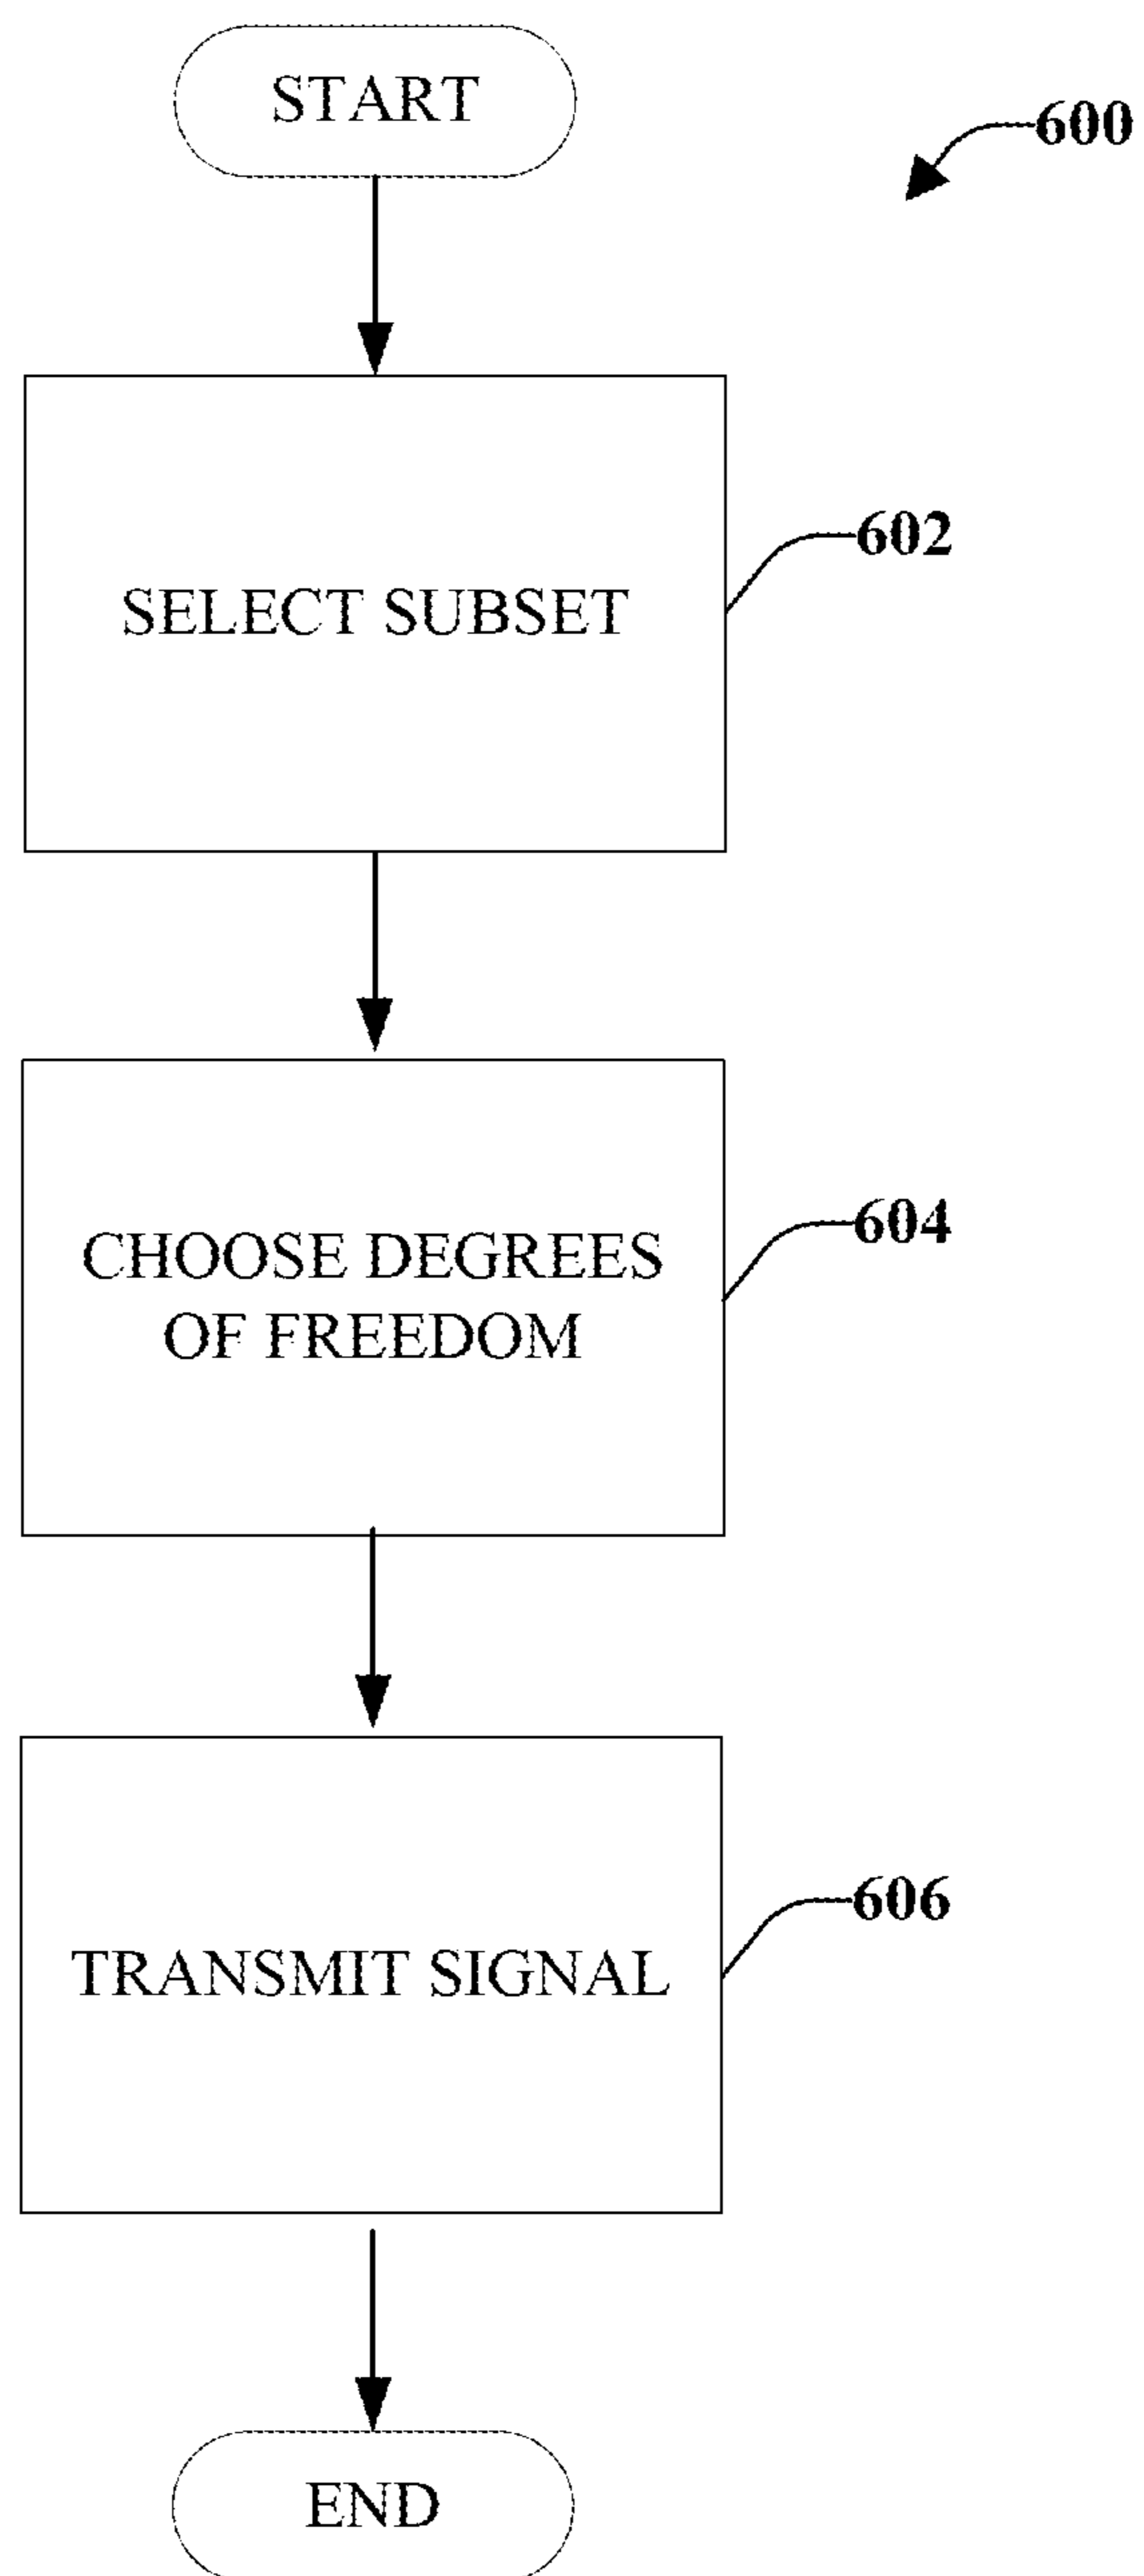 START
600
602
SELECT SUBSET
604
CHOOSE DEGREES
OF FREEDOM
606
TRANSMIT SIGNAL
END